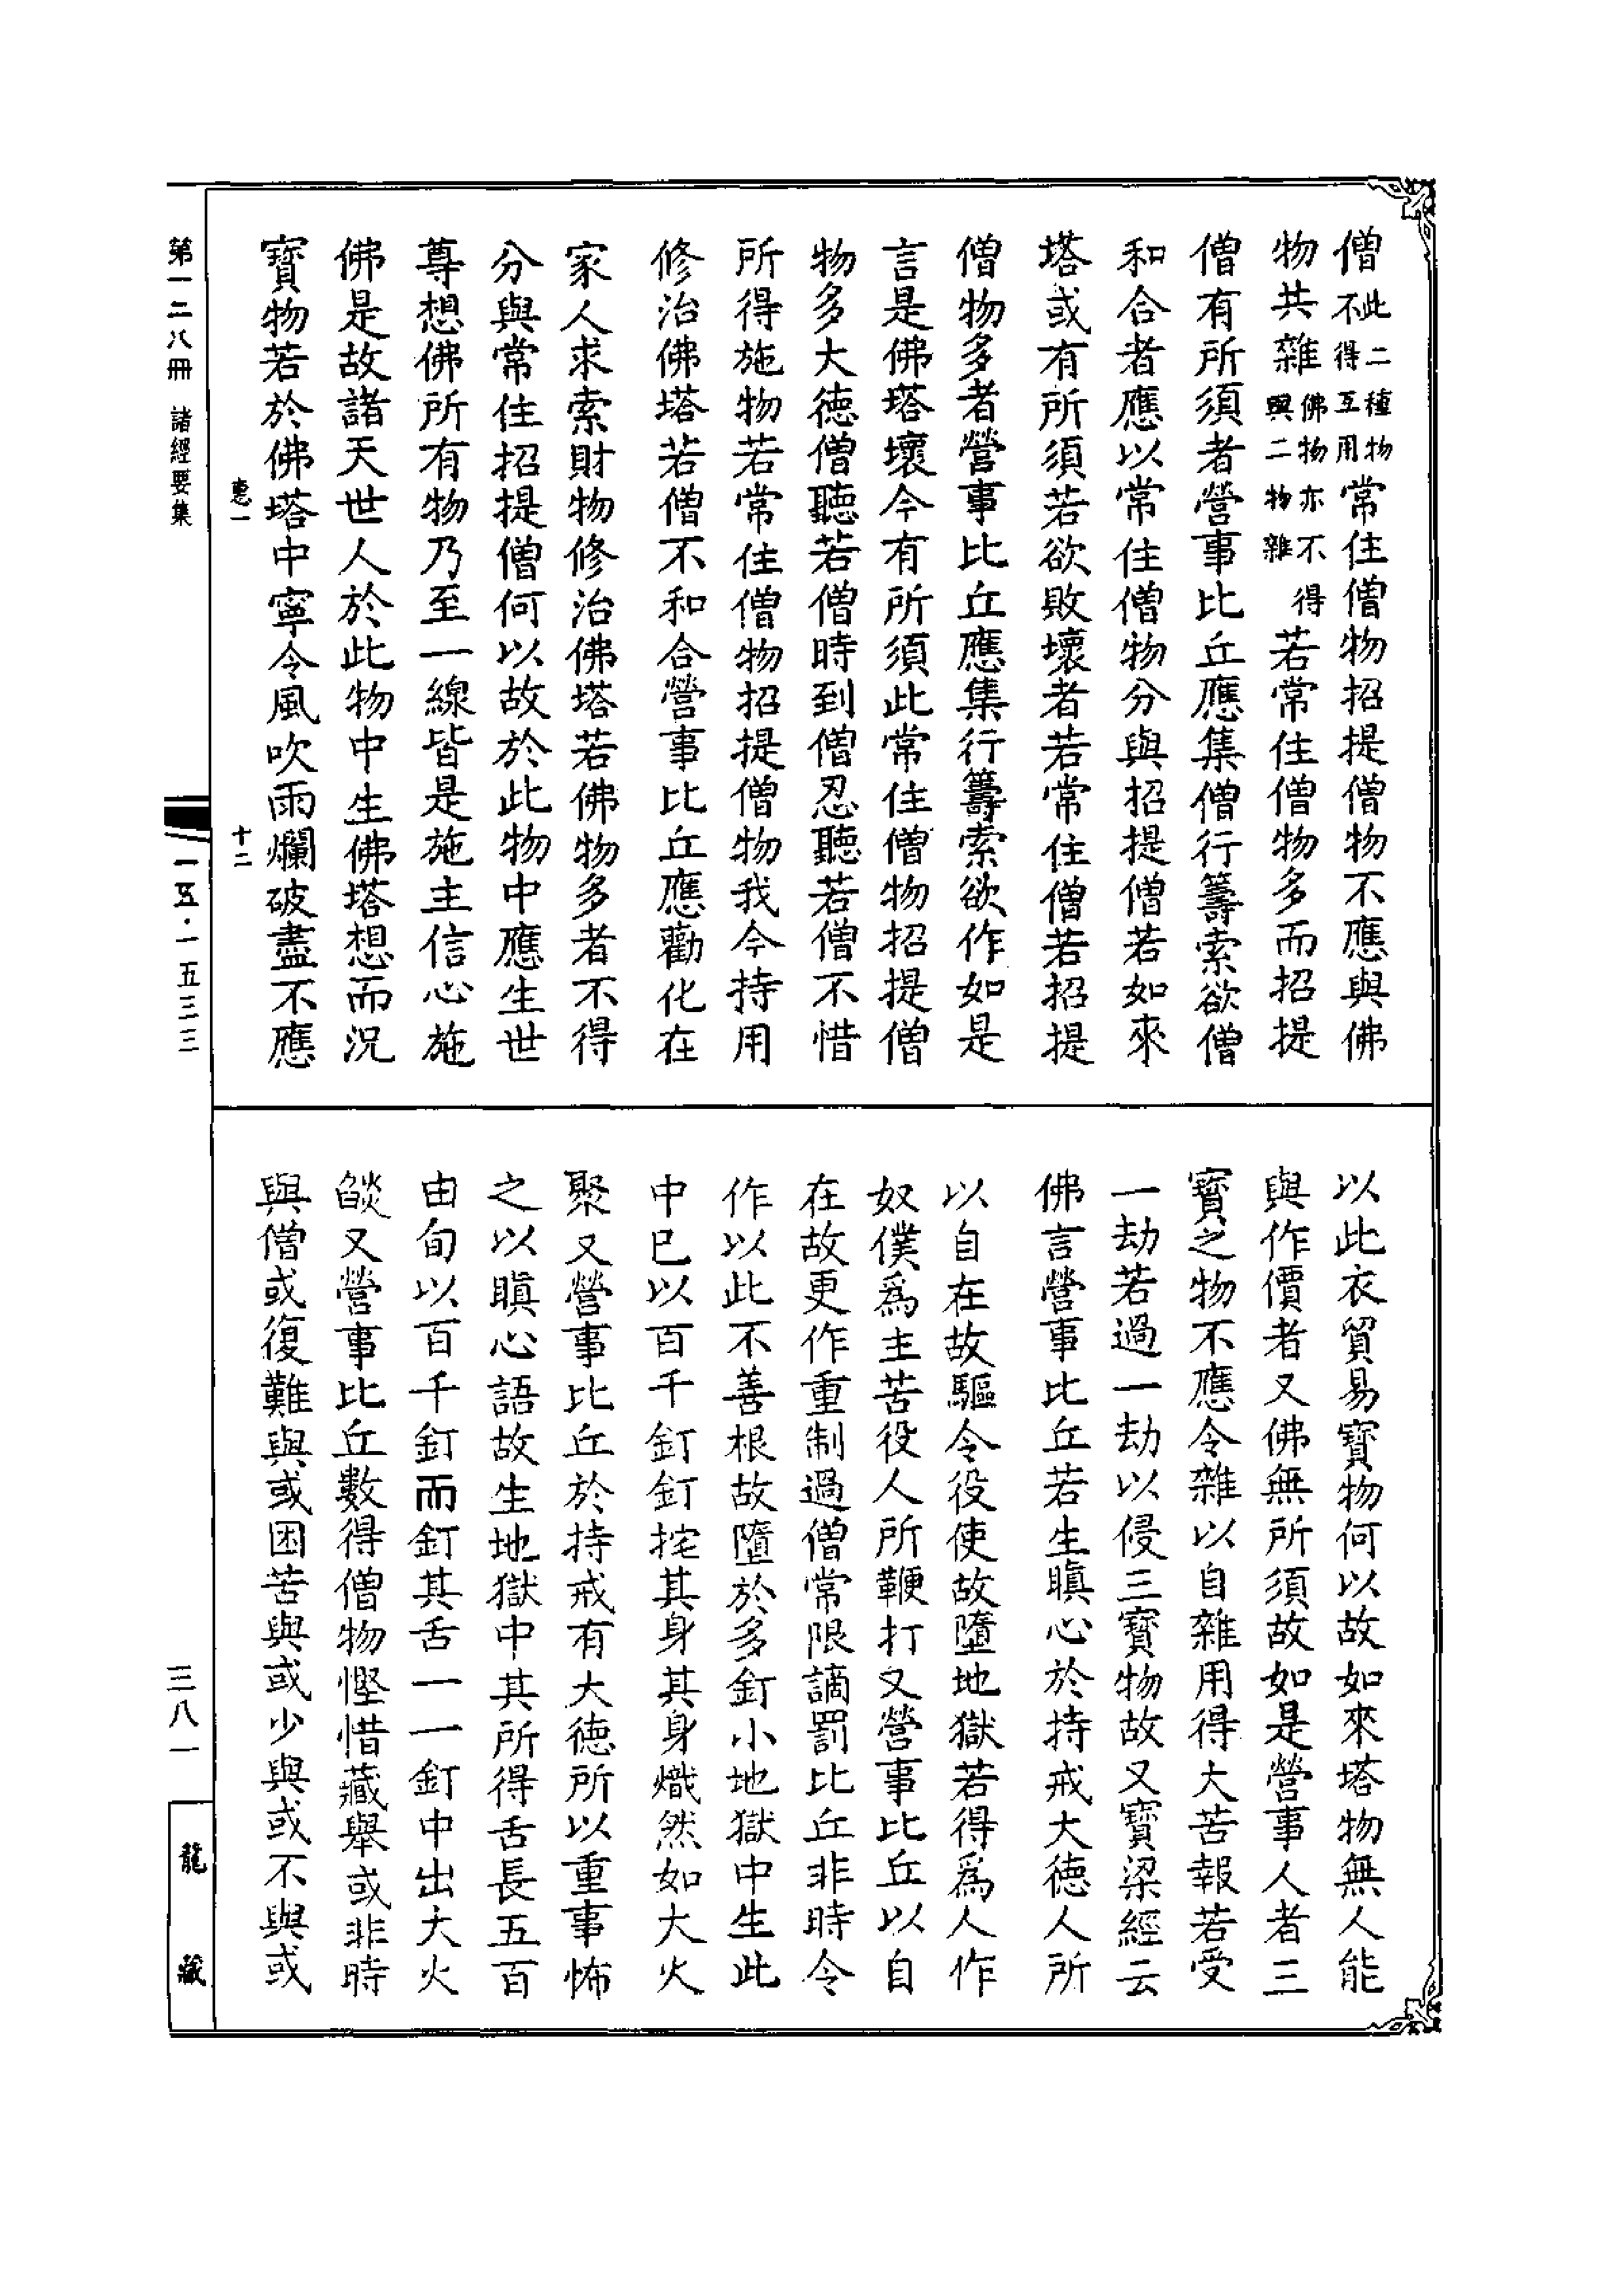 僧此二種物不得互用常住僧物招提僧物不應與佛
物共雜佛物亦不得與二物雜若常住僧物多而招提
僧有所須者營事比丘應集僧行籌索欲僧
和合者應以常住僧物分與招提僧若如來
塔或有所須若欲敗壞者若常住僧若招提
僧物多者營事比丘應集行籌索欲作如是
言是佛塔壞今有所須此常住僧物招提僧
物多大德僧聽若僧時到僧忍聽若僧不惜
所得施物若常住僧物招提僧物我今持用
修治佛塔若僧不和合營事比丘應勸化在
家人求索財物修治佛塔若佛物多者不得
分與常住招提僧何以故於此物中應生世
尊想佛所有物乃至一線皆是施主信心施
佛是故諸天世人於此物中生佛塔想而況
寶物若於佛塔中寧令風吹雨爛破盡不應
以此衣貿易寶物何以故如來塔物無人能
與作價者又佛無所須故如是營事人者三
寶之物不應令雜以自雜用得大苦報若受
一劫若過一劫以侵三寶物故又寶梁經云
佛言營事比丘若生瞋心於持戒大德人所
以自在故驅令役使故墮地獄若得爲人作
奴僕爲主苦役人所鞭打又營事比丘以自
在故更作重制過僧常限謫罰比丘非時令
作以此不善根故墮於多釘小地獄中生此
中已以百千釘釘挓其身其身熾然如大火
聚又營事比丘於持戒有大德所以重事怖
之以瞋心語故生地獄中其所得舌長五百
由旬以百千釘而釘其舌一一釘中出大火
燄又營事比丘數得僧物慳惜藏舉或非時
與僧或復難與或困苦與或少與或不與或
惠一
十二
第一二八冊 諸經要集
一五·一五三三
三八一
龍藏